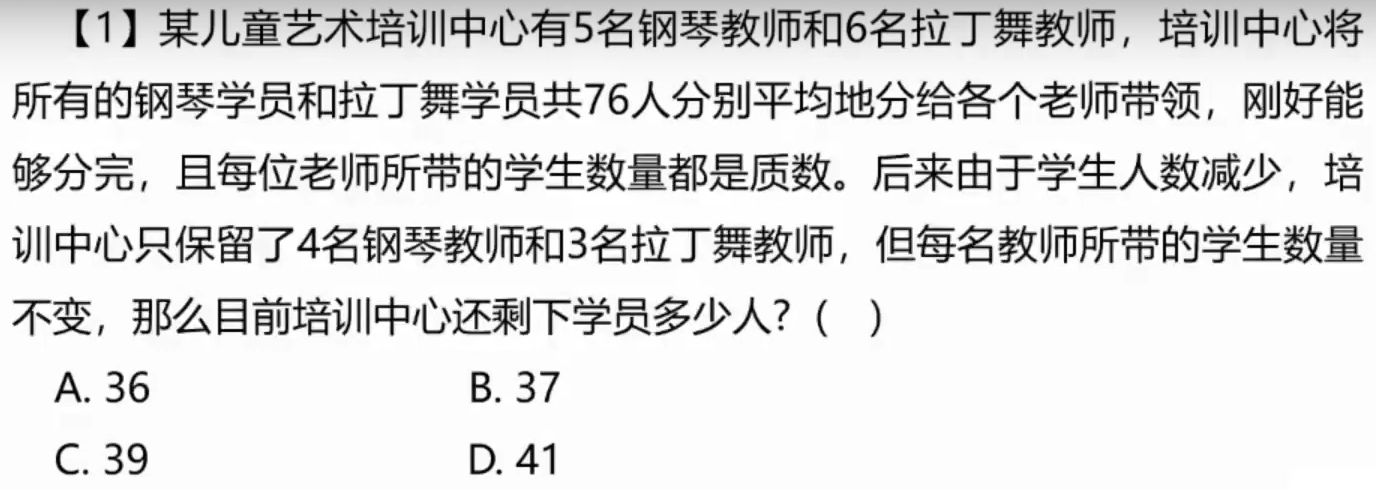 【1】某儿童艺术培训中心有5名钢琴教师和6名拉丁舞教师，培训中心将
所有的钢琴学员和拉丁舞学员共76人分别平均地分给各个老师带领，刚好能
够分完，且每位老师所带的学生数量都是质数。后来由于学生人数减少，培
训中心只保留了4名钢琴教师和3名拉丁舞教师，但每名教师所带的学生数量
不变，那么目前培训中心还剩下学员多少人?（ ）
A. 36 B. 37
C. 39 D. 41